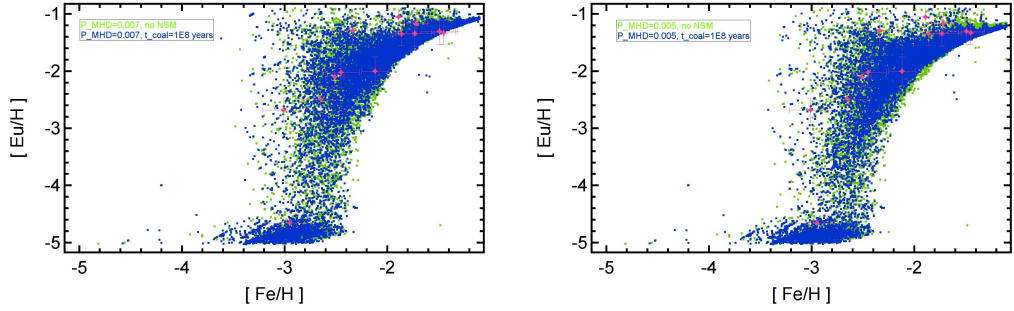 P_MHD=0.007, no NSM
P_MHD=0.007, t_coal=1E8 years
-1
-2
-3
-4
-5
[ Eu/H ]
-5
-4
-3
-2
[ Fe/H ]
P_MHD=0.005, no NSM
P_MHD=0.005, t_coal=1E8 years
-1
-2
-3
-4
-5
[ Eu/H ]
-5
-4
-3
-2
[ Fe/H ]